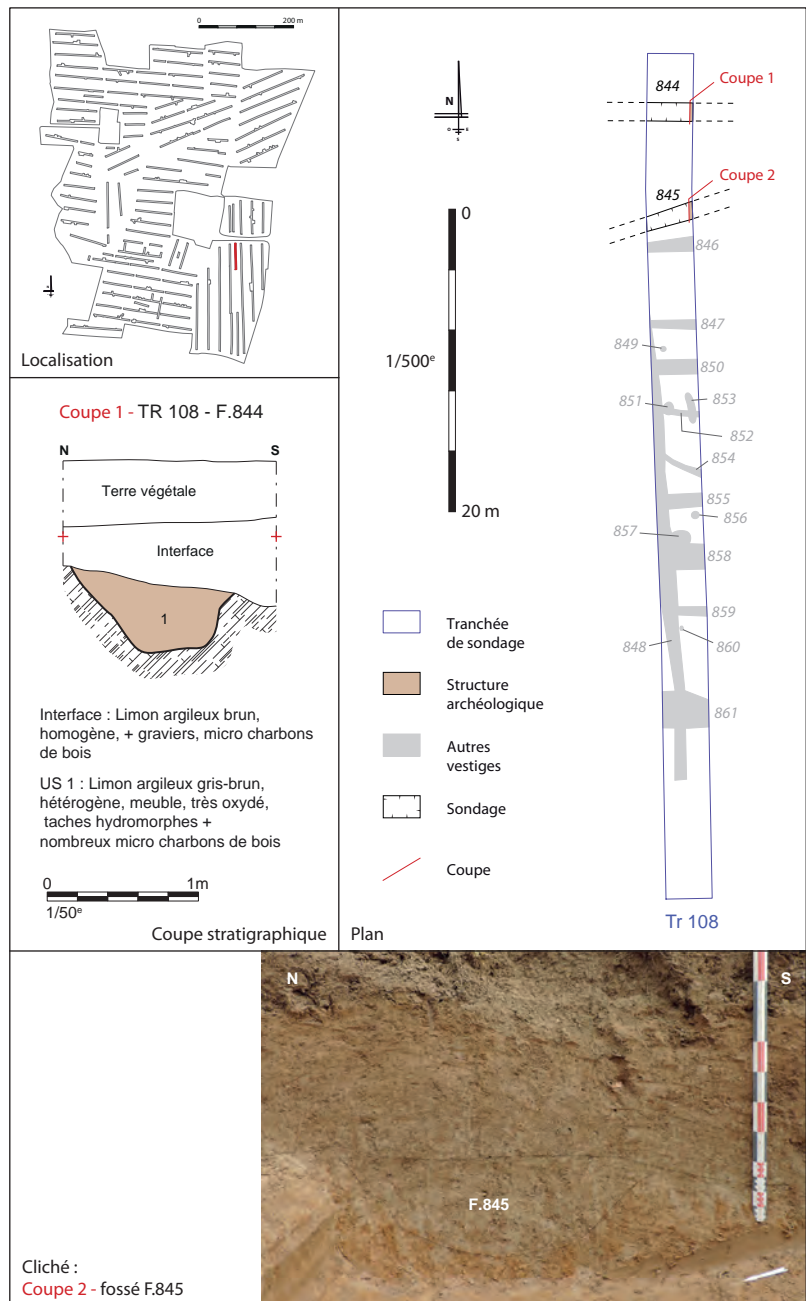 0 200 m
Localisation
Coupe 1 - TR 108 - F.844
N S
Terre végétale
Interface
1
Interface : Limon argileux brun,
homogène, + graviers, micro charbons
de bois
US 1 : Limon argileux gris-brun,
hétérogène, meuble, très oxydé,
taches hydromorphes +
nombreux micro charbons de bois
0 1m
1/50e
Coupe stratigraphique
N
0
1/500e
20 m
844
Coupe 1
845
Coupe 2
846
847
849
850
851
853
852
854
855
856
857
858
859
848
860
861
Tranchée
de sondage
Structure
archéologique
Autres
vestiges
Sondage
Coupe
Tr 108
Plan
N S
F.845
Cliché :
Coupe 2 - fossé F.845